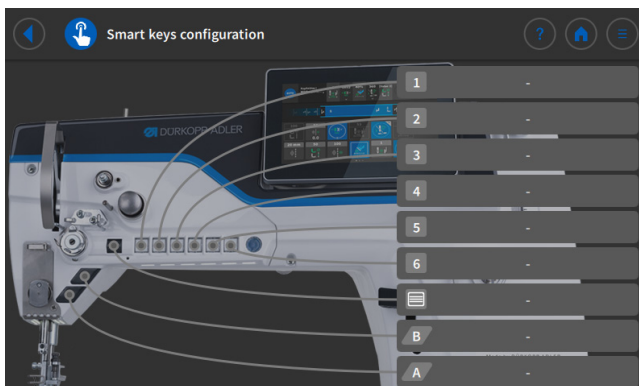 Smart keys configuration
?
DÜRKOPP ADLER
1 -
2 -
3 -
4 -
5 -
6 -
-
B -
A -